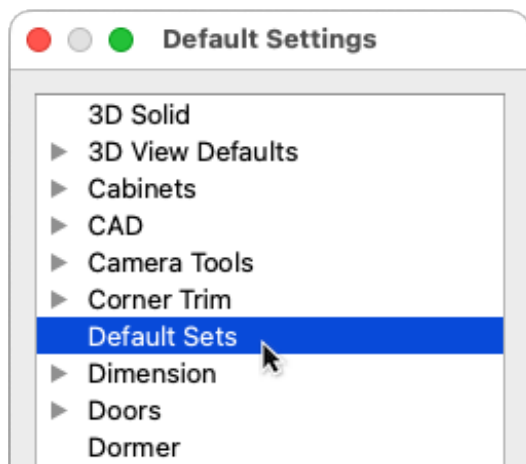 Default Settings
3D Solid
3D View Defaults
Cabinets
CAD
Camera Tools
Corner Trim
Default Sets
Dimension
Doors
Dormer